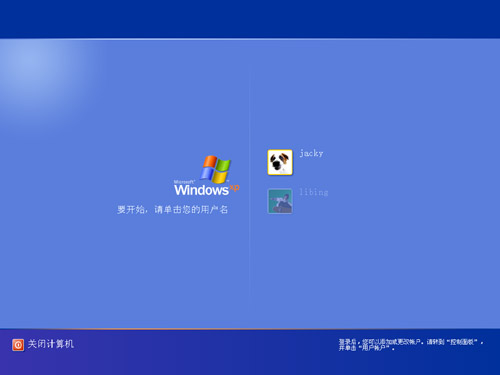 jacky
Microsoft
Windows xp
libing
要开始，请单击您的用户名
关闭计算机
登录后，您可以添加或更改帐户。请转到“控制面板”，
并单击“用户帐户”。